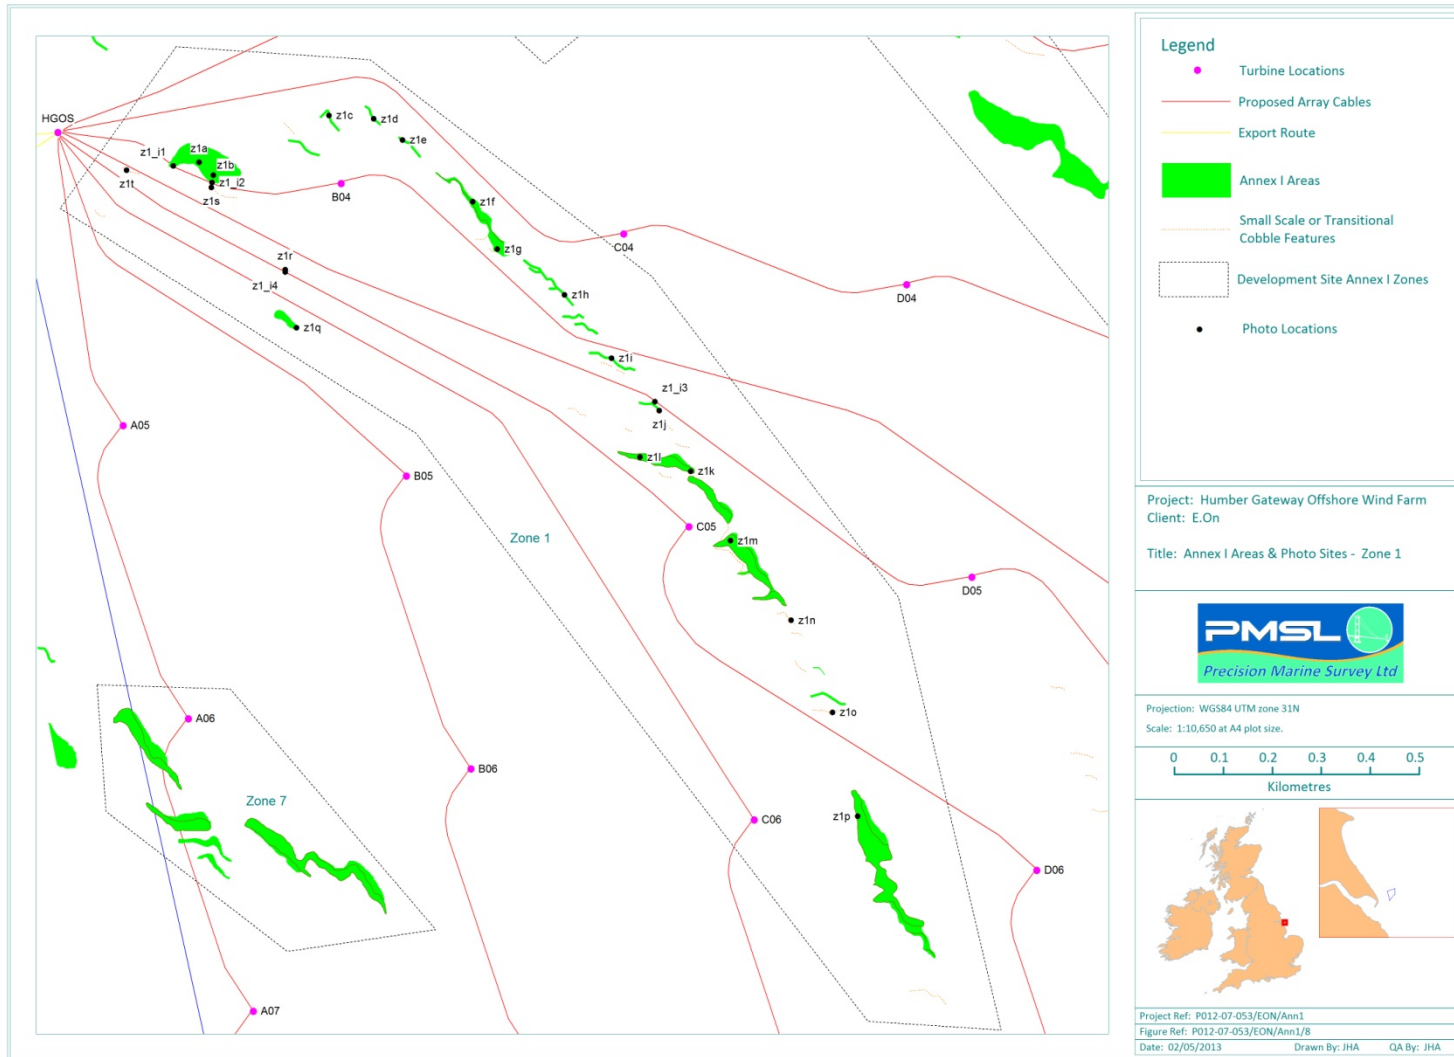 HGOS
z1_i1
z1a
z1b
z1_i2
z1s
z1t
z1c
z1d
z1e
B04
z1f
z1g
C04
z1r
z1_i4
z1h
D04
z1q
z1i
z1_i3
z1j
A05
z1l
z1k
B05
C05
Zone 1
z1m
D05
z1n
z1o
A06
B06
Zone 7
z1p
C06
D06
A07
Legend
Turbine Locations
Proposed Array Cables
Export Route
Annex I Areas
Small Scale or Transitional
Cobble Features
Development Site Annex I Zones
Photo Locations
Project: Humber Gateway Offshore Wind Farm
Client: E.On
Title: Annex I Areas & Photo Sites - Zone 1
PMSL
Precision Marine Survey Ltd
Projection: WGS84 UTM zone 31N
Scale: 1:10,650 at A4 plot size.
0 0.1 0.2 0.3 0.4 0.5
Kilometres
Project Ref: P012-07-053/EON/Ann1
Figure Ref: P012-07-053/EON/Ann1/8
Date: 02/05/2013 Drawn By: JHA QA By: JHA